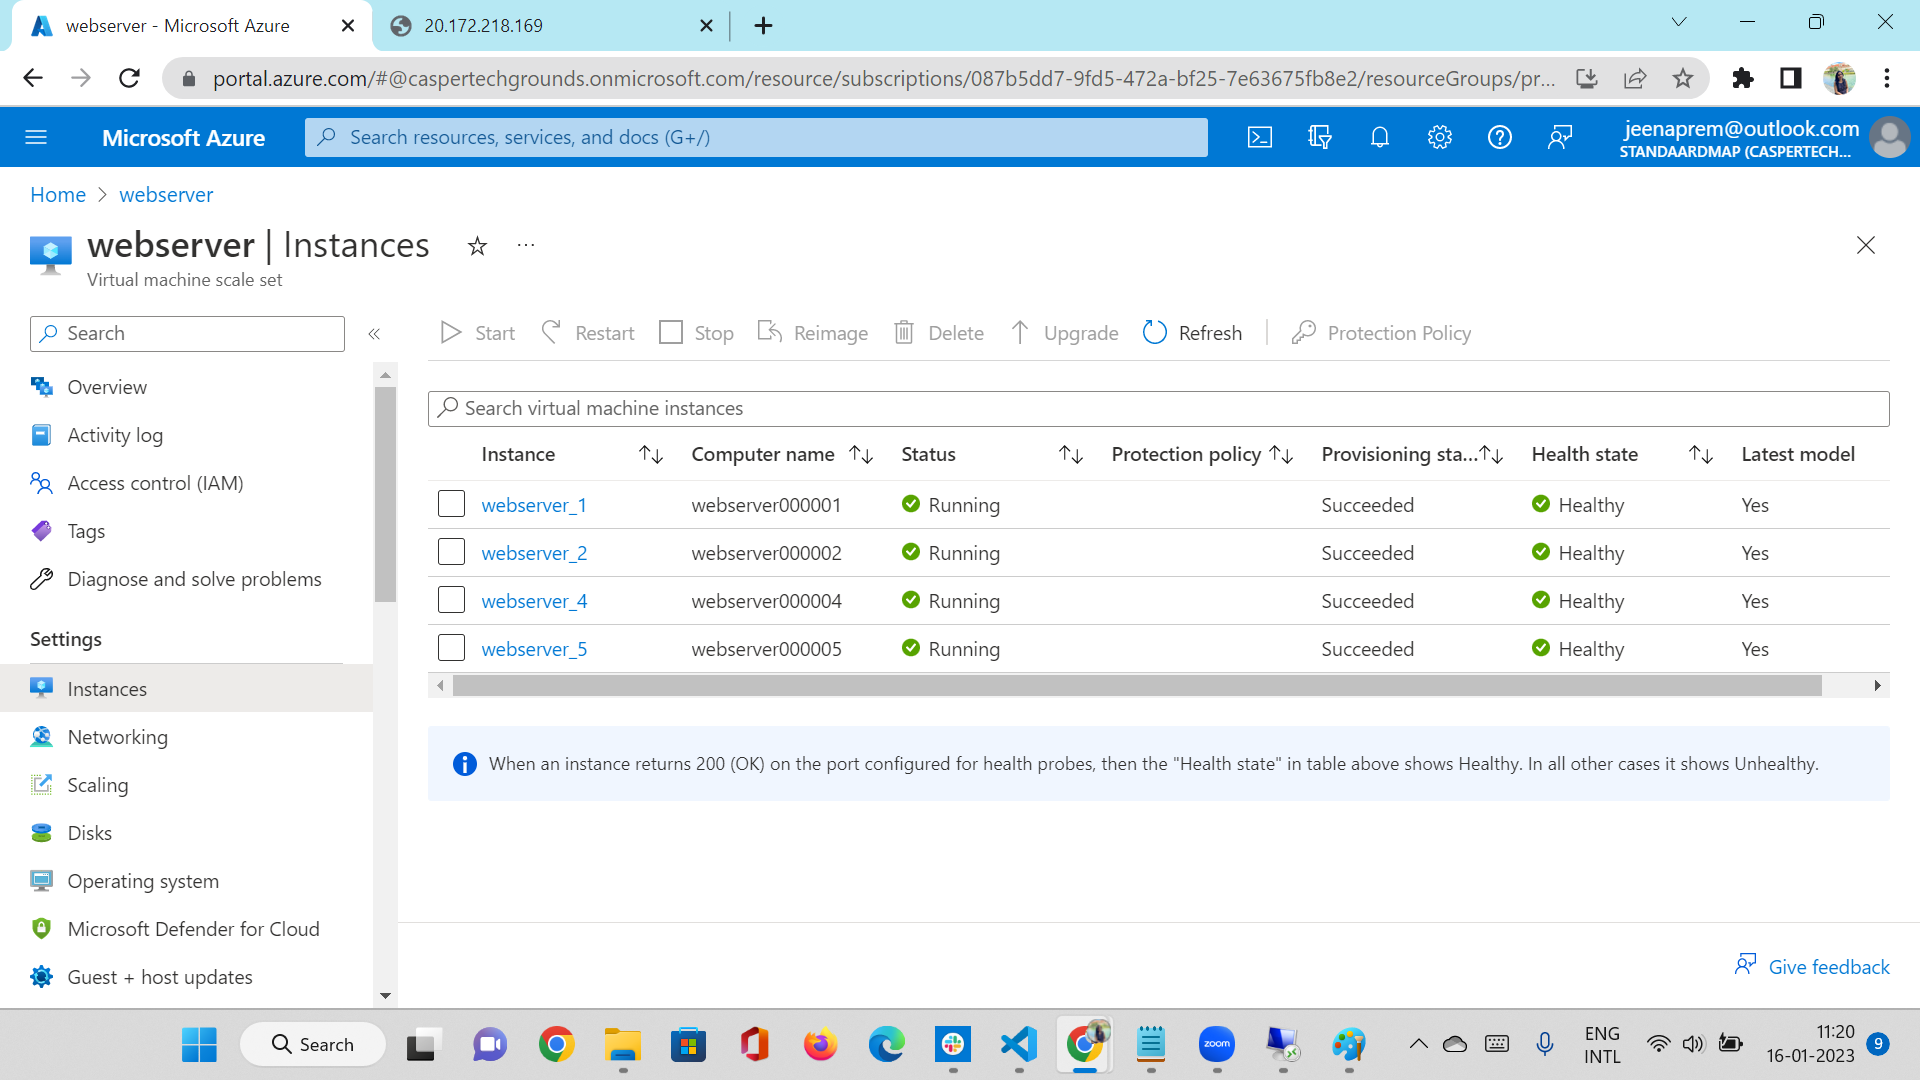 webserver - Microsoft Azure
20.172.218.169
portal.azure.com/#@caspertechgrounds.onmicrosoft.com/resource/subscriptions/087b5dd7-9fd5-472a-bf25-7e63675fb8e2/resourceGroups/pr...
Microsoft Azure
Search resources, services, and docs (G+/)
jeenaprem@outlook.com
STANDAARDMAP (CASPERTECH...
Home > webserver
webserver | Instances
...
Virtual machine scale set
Search
Start Restart Stop Reimage Delete Upgrade Refresh Protection Policy
Overview
Activity log
Access control (IAM)
Tags
Diagnose and solve problems
Settings
Instances
Networking
Scaling
Disks
Operating system
Microsoft Defender for Cloud
Guest + host updates
Search virtual machine instances
Instance Computer name Status Protection policy Provisioning sta... Health state Latest model
webserver_1 webserver000001 Running Succeeded Healthy Yes
webserver_2 webserver000002 Running Succeeded Healthy Yes
webserver_4 webserver000004 Running Succeeded Healthy Yes
webserver_5 webserver000005 Running Succeeded Healthy Yes
When an instance returns 200 (OK) on the port configured for health probes, then the "Health state" in table above shows Healthy. In all other cases it shows Unhealthy.
Give feedback
Search
zoom
ENG
INTL
11:20
16-01-2023
9